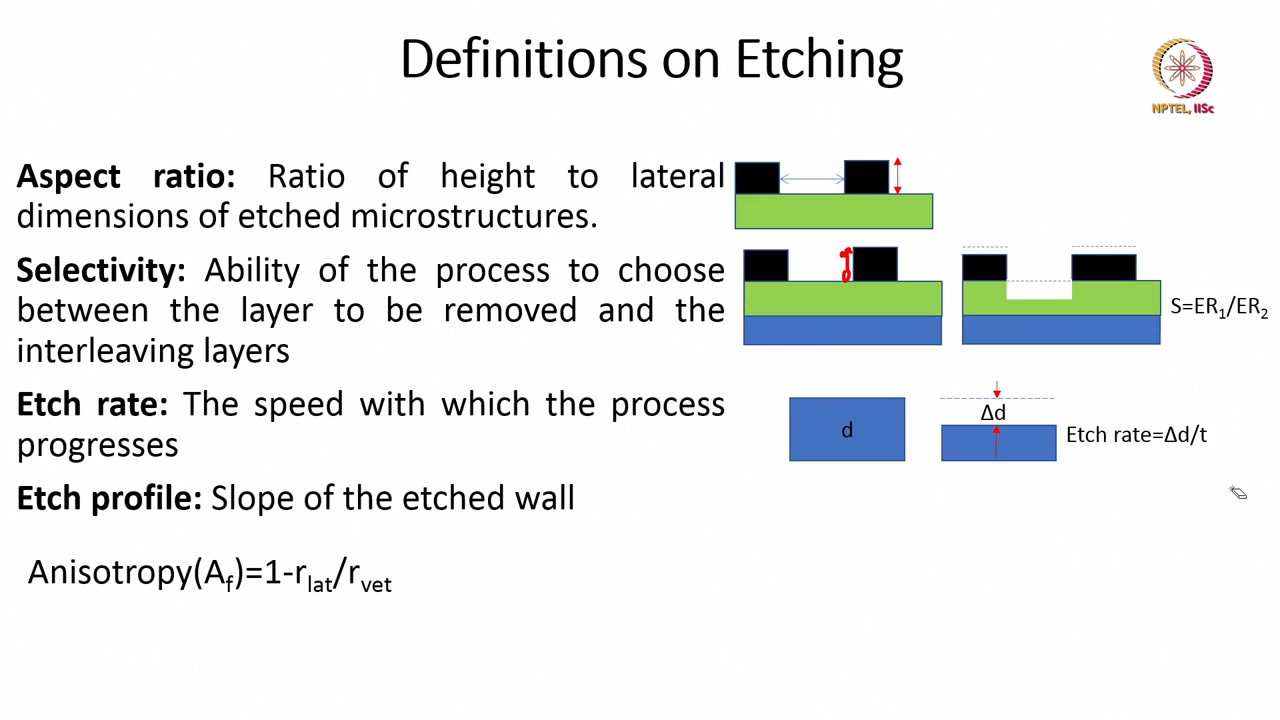 Definitions on Etching
NPTEL, IISc
Aspect ratio: Ratio of height to lateral
dimensions of etched microstructures.
Selectivity: Ability of the process to choose
between the layer to be removed and the
interleaving layers
S=ER₁/ER₂
Etch rate: The speed with which the process
progresses
d
Δd
Etch rate=Δd/t
Etch profile: Slope of the etched wall
Anisotropy(A_f)=1-r_lat/r_vet